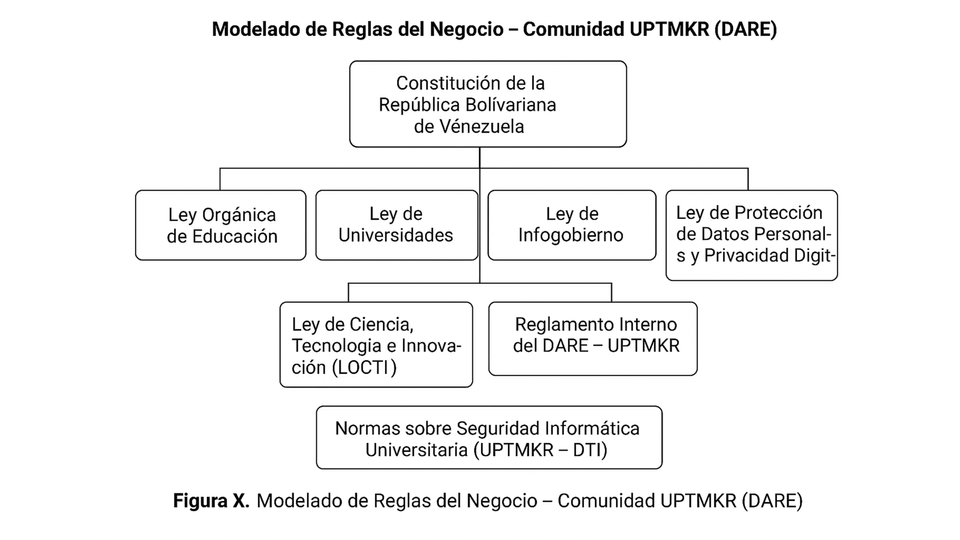 Modelado de Reglas del Negocio – Comunidad UPTMKR (DARE)
Constitución de la
República Bolívariana
de Vénezuela
Ley Orgánica
de Educación
Ley de
Universidades
Ley de
Infogobierno
Ley de Protección
de Datos Personal-
s y Privacidad Digit-
Ley de Ciencia,
Tecnologia e Innova-
ción (LOCTI)
Reglamento Interno
del DARE – UPTMKR
Normas sobre Seguridad Informática
Universitaria (UPTMKR – DTI)
Figura X. Modelado de Reglas del Negocio – Comunidad UPTMKR (DARE)